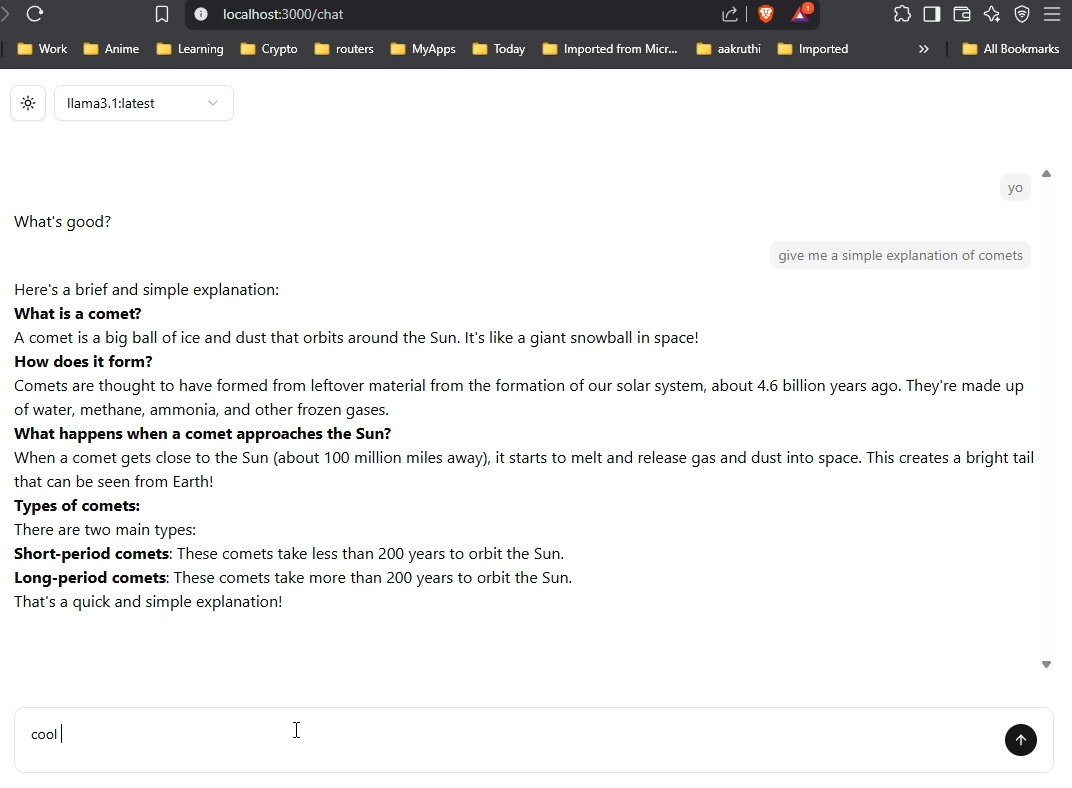 localhost:3000/chat
1
Work Anime Learning Crypto routers MyApps Today Imported from Micr... aakruthi Imported » All Bookmarks
llama3.1:latest
yo
What's good?
give me a simple explanation of comets
Here's a brief and simple explanation:
What is a comet?
A comet is a big ball of ice and dust that orbits around the Sun. It's like a giant snowball in space!
How does it form?
Comets are thought to have formed from leftover material from the formation of our solar system, about 4.6 billion years ago. They're made up
of water, methane, ammonia, and other frozen gases.
What happens when a comet approaches the Sun?
When a comet gets close to the Sun (about 100 million miles away), it starts to melt and release gas and dust into space. This creates a bright tail
that can be seen from Earth!
Types of comets:
There are two main types:
Short-period comets: These comets take less than 200 years to orbit the Sun.
Long-period comets: These comets take more than 200 years to orbit the Sun.
That's a quick and simple explanation!
cool